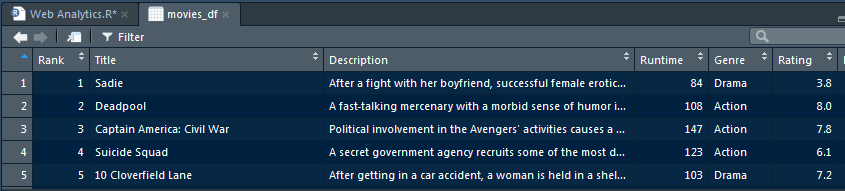 Web Analytics.R* × movies_df ×
Filter
Rank Title Description Runtime Genre Rating
1 1 Sadie After a fight with her boyfriend, successful female erotic... 84 Drama 3.8
2 2 Deadpool A fast-talking mercenary with a morbid sense of humor i... 108 Action 8.0
3 3 Captain America: Civil War Political involvement in the Avengers' activities causes a ... 147 Action 7.8
4 4 Suicide Squad A secret government agency recruits some of the most d... 123 Action 6.1
5 5 10 Cloverfield Lane After getting in a car accident, a woman is held in a shel... 103 Drama 7.2